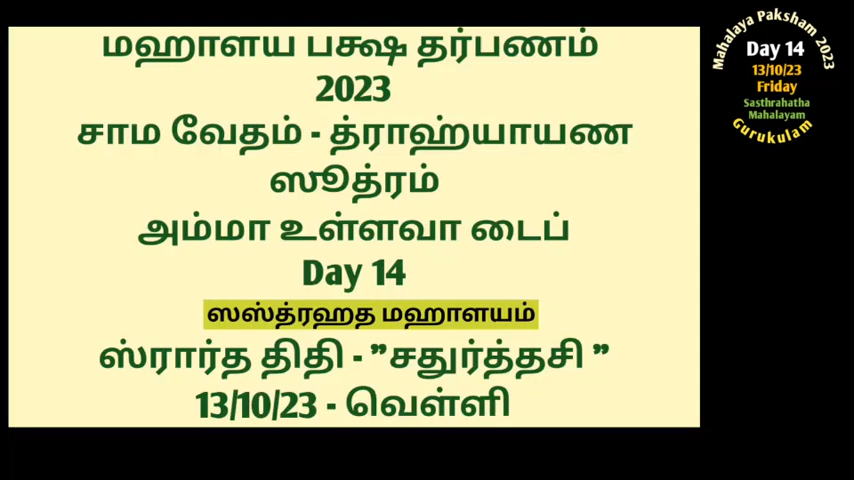 மஹாளய பக்ஷ தர்பணம்
2023
சாம வேதம் - த்ராஹ்யாயண
ஸூத்ரம்
அம்மா உள்ளவா டைப்
Day 14
ஸஸ்த்ரஹத மஹாளயம்
ஸ்ரார்த திதி - ”சதுர்த்தசி ”
13/10/23 - வெள்ளி
Mahalaya Paksham 2023
Day 14
13/10/23
Friday
Sasthrahatha
Mahalayam
Gurukulam